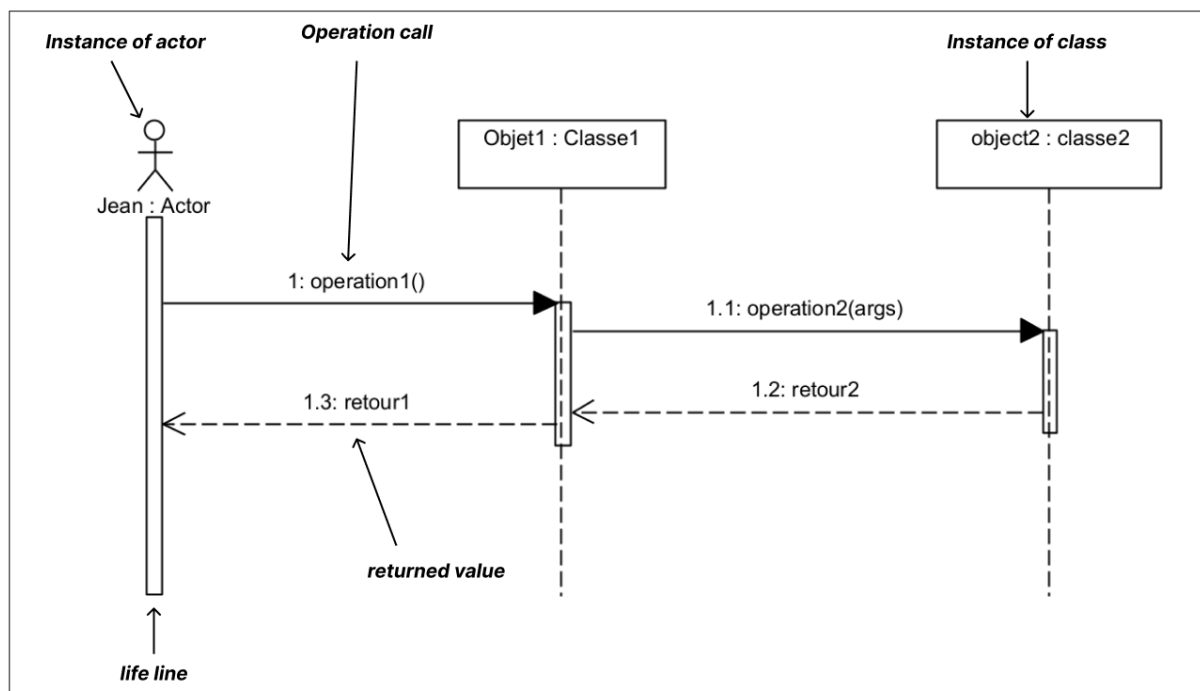 Instance of actor
Operation call
Instance of class
Objet1 : Classe1
object2 : classe2
Jean : Actor
1: operation1()
1.1: operation2(args)
1.2: retour2
1.3: retour1
returned value
life line